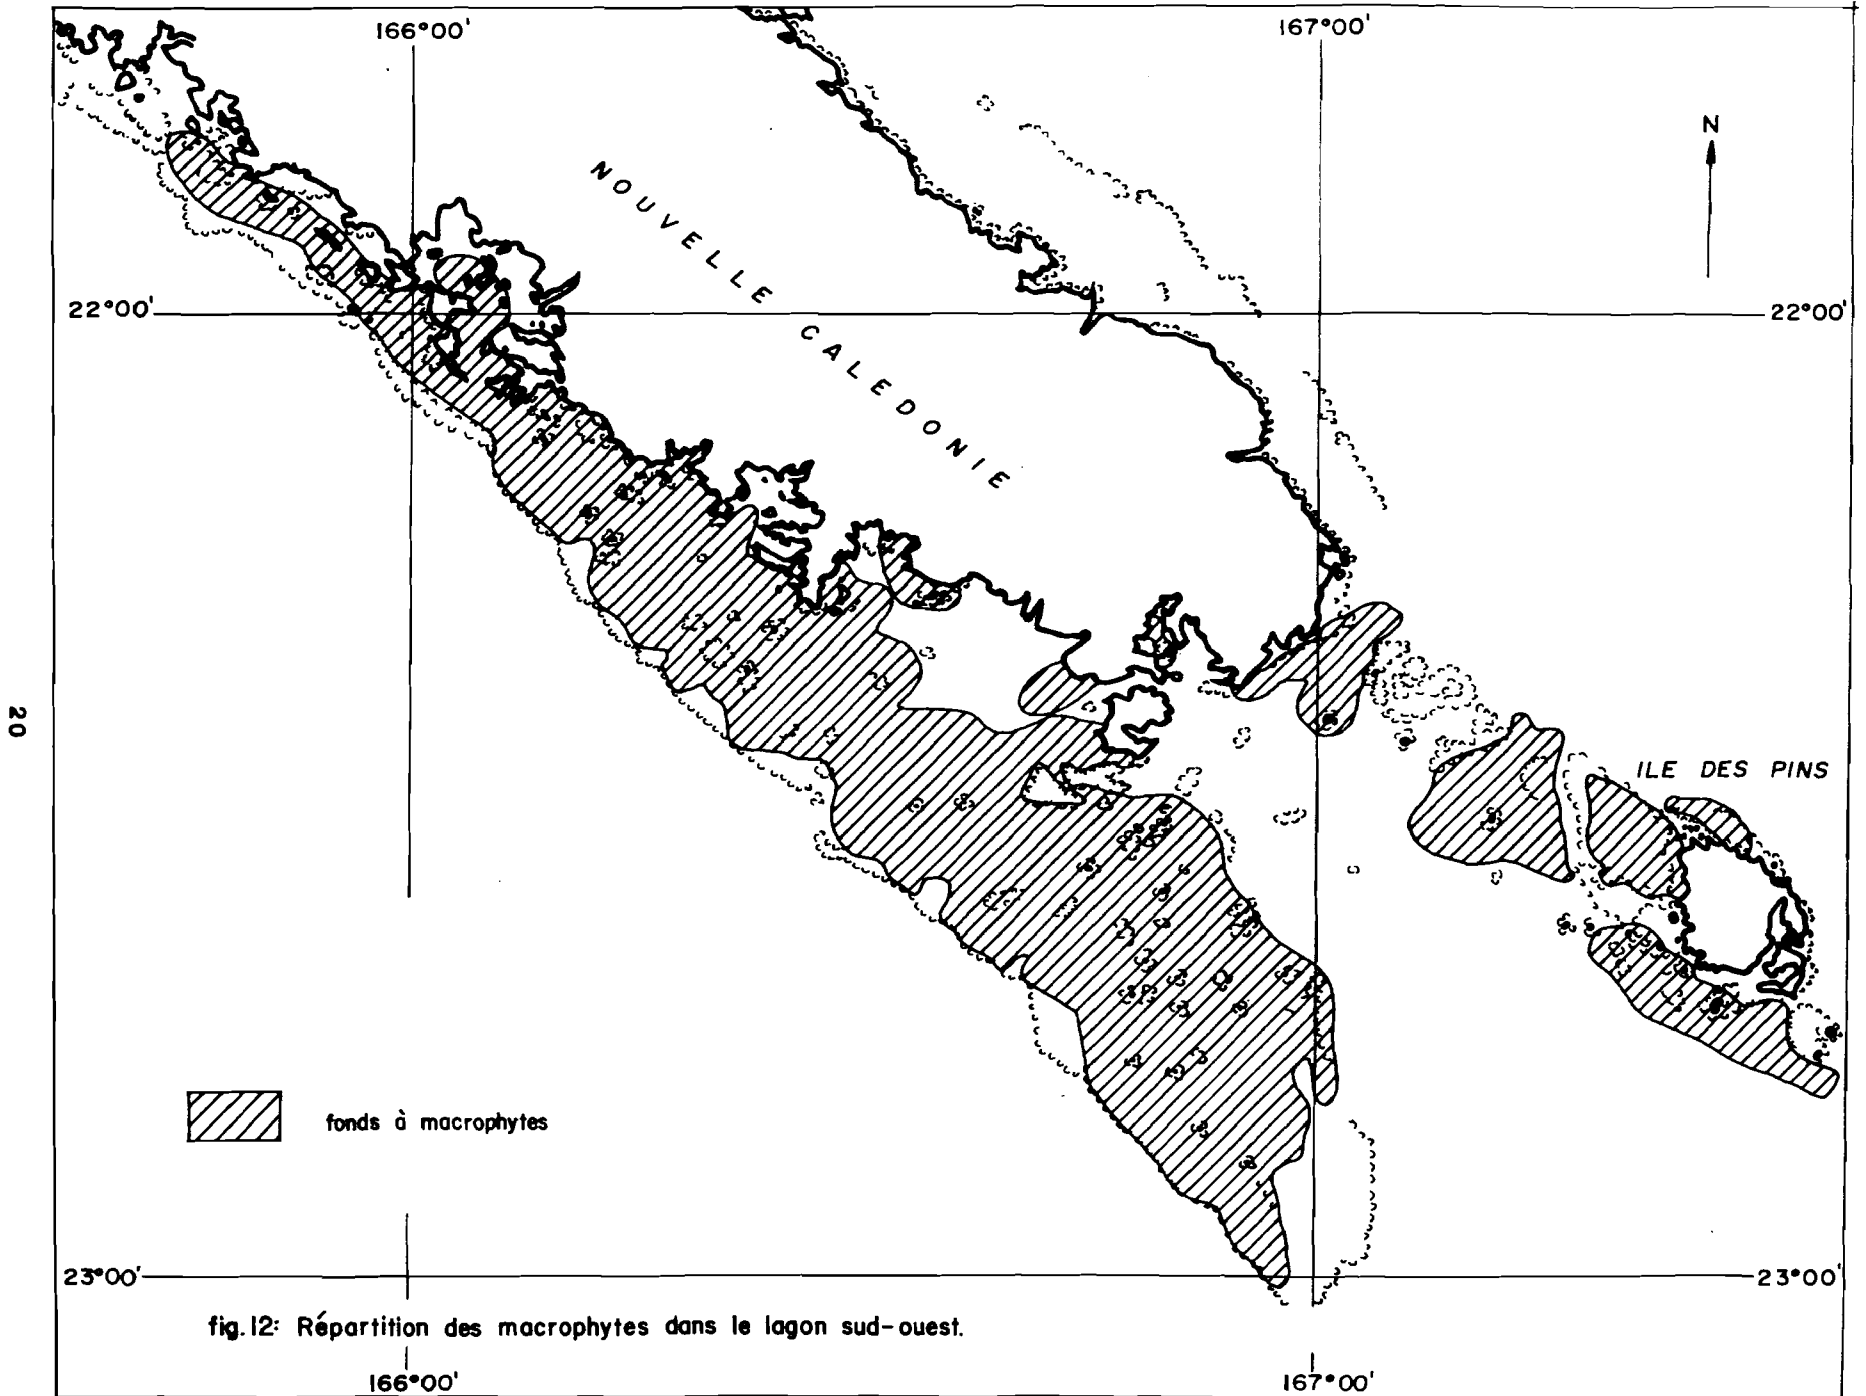 166°00'
167°00'
N
NOUVELLE CALEDONIE
22°00'
22°00'
ILE DES PINS
20
fonds à macrophytes
23°00'
23°00'
fig.12: Répartition des macrophytes dans le lagon sud-ouest.
166°00'
167°00'